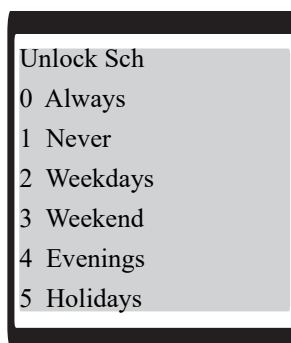 Unlock Sch
0 Always
1 Never
2 Weekdays
3 Weekend
4 Evenings
5 Holidays